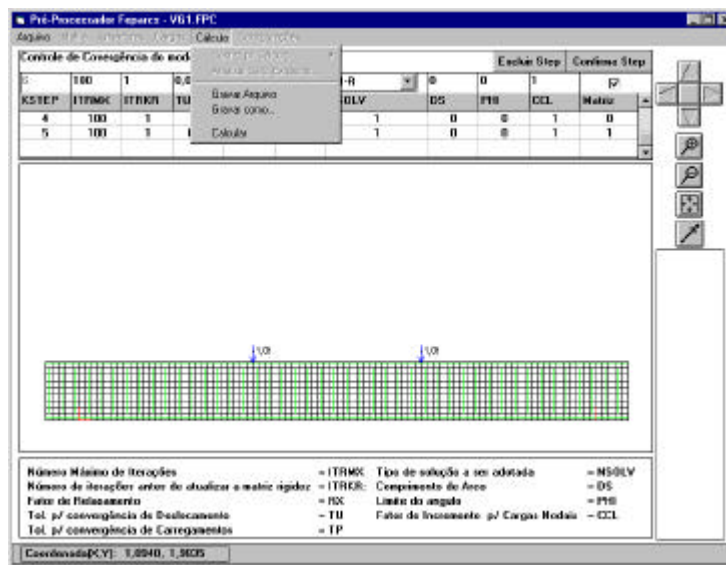 Pré-Processador Feparcs - VG1.FPC
Arquivo Cargas Cálculo
Controle de Convergência do mod Excluir Step Confirma Step
5 100 1 0,0 -R 0 0 1
KSTEP ITRMX ITRKR TU OLV DS PHI CCL Matriz
4 100 1 1 0 0 1 0
5 100 1 1 0 0 1 1
Gravar Arquivo
Gravar como...
Calcular
1,0t 1,0t
Número Máximo de Iterações = ITRMX Tipo de solução a ser adotada = NSOLV
Número de iterações antes de atualizar a matriz rigidez = ITRKR: Comprimento de Arco = DS
Fator de Relaxamento = RX Limite do angulo = PHI
Tol. p/ convergência de Deslocamento = TU Fator de Incremento p/ Cargas Nodais = CCL
Tol. p/ convergência de Carregamentos = TP
Coordenada(X,Y):